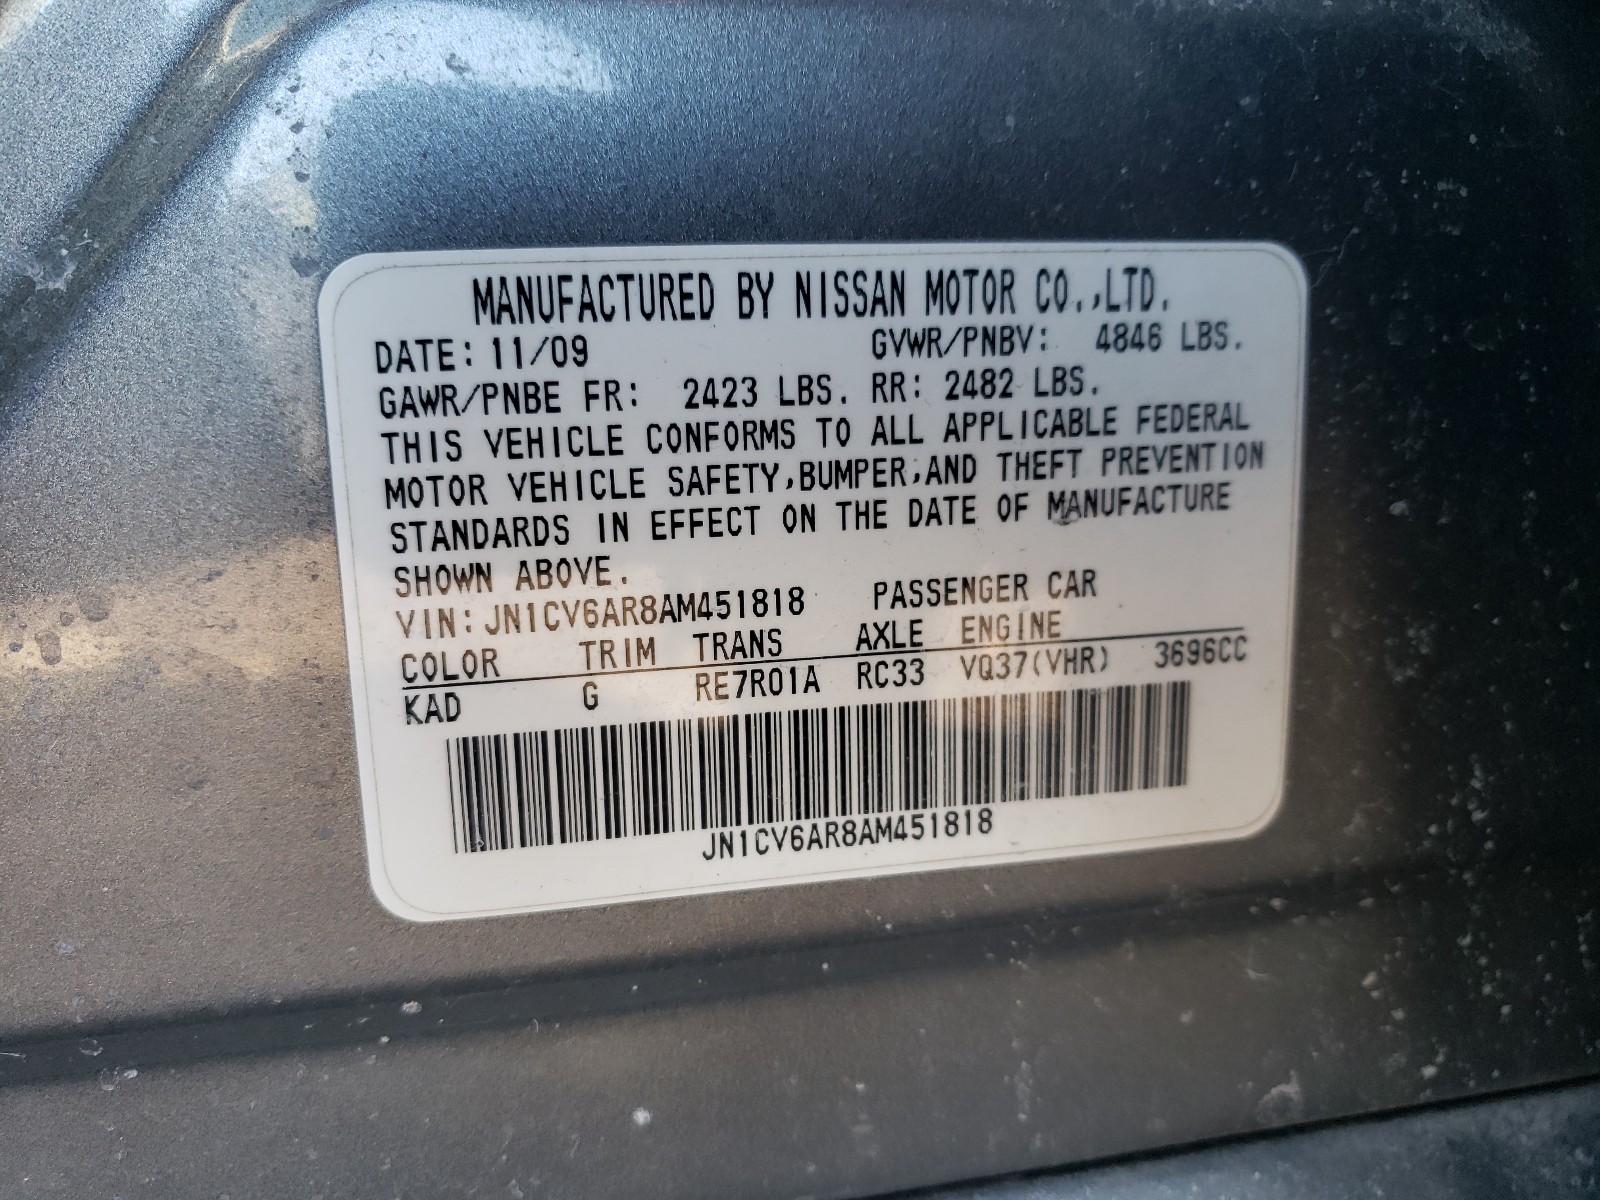 MANUFACTURED BY NISSAN MOTOR CO.,LTD.
DATE: 11/09 GVWR/PNBV: 4846 LBS.
GAWR/PNBE FR: 2423 LBS. RR: 2482 LBS.
THIS VEHICLE CONFORMS TO ALL APPLICABLE FEDERAL
MOTOR VEHICLE SAFETY,BUMPER,AND THEFT PREVENTION
STANDARDS IN EFFECT ON THE DATE OF MANUFACTURE
SHOWN ABOVE.
VIN: JN1CV6AR8AM451818 PASSENGER CAR
COLOR TRIM TRANS AXLE ENGINE
KAD G RE7R01A RC33 VQ37(VHR) 3696CC
JN1CV6AR8AM451818